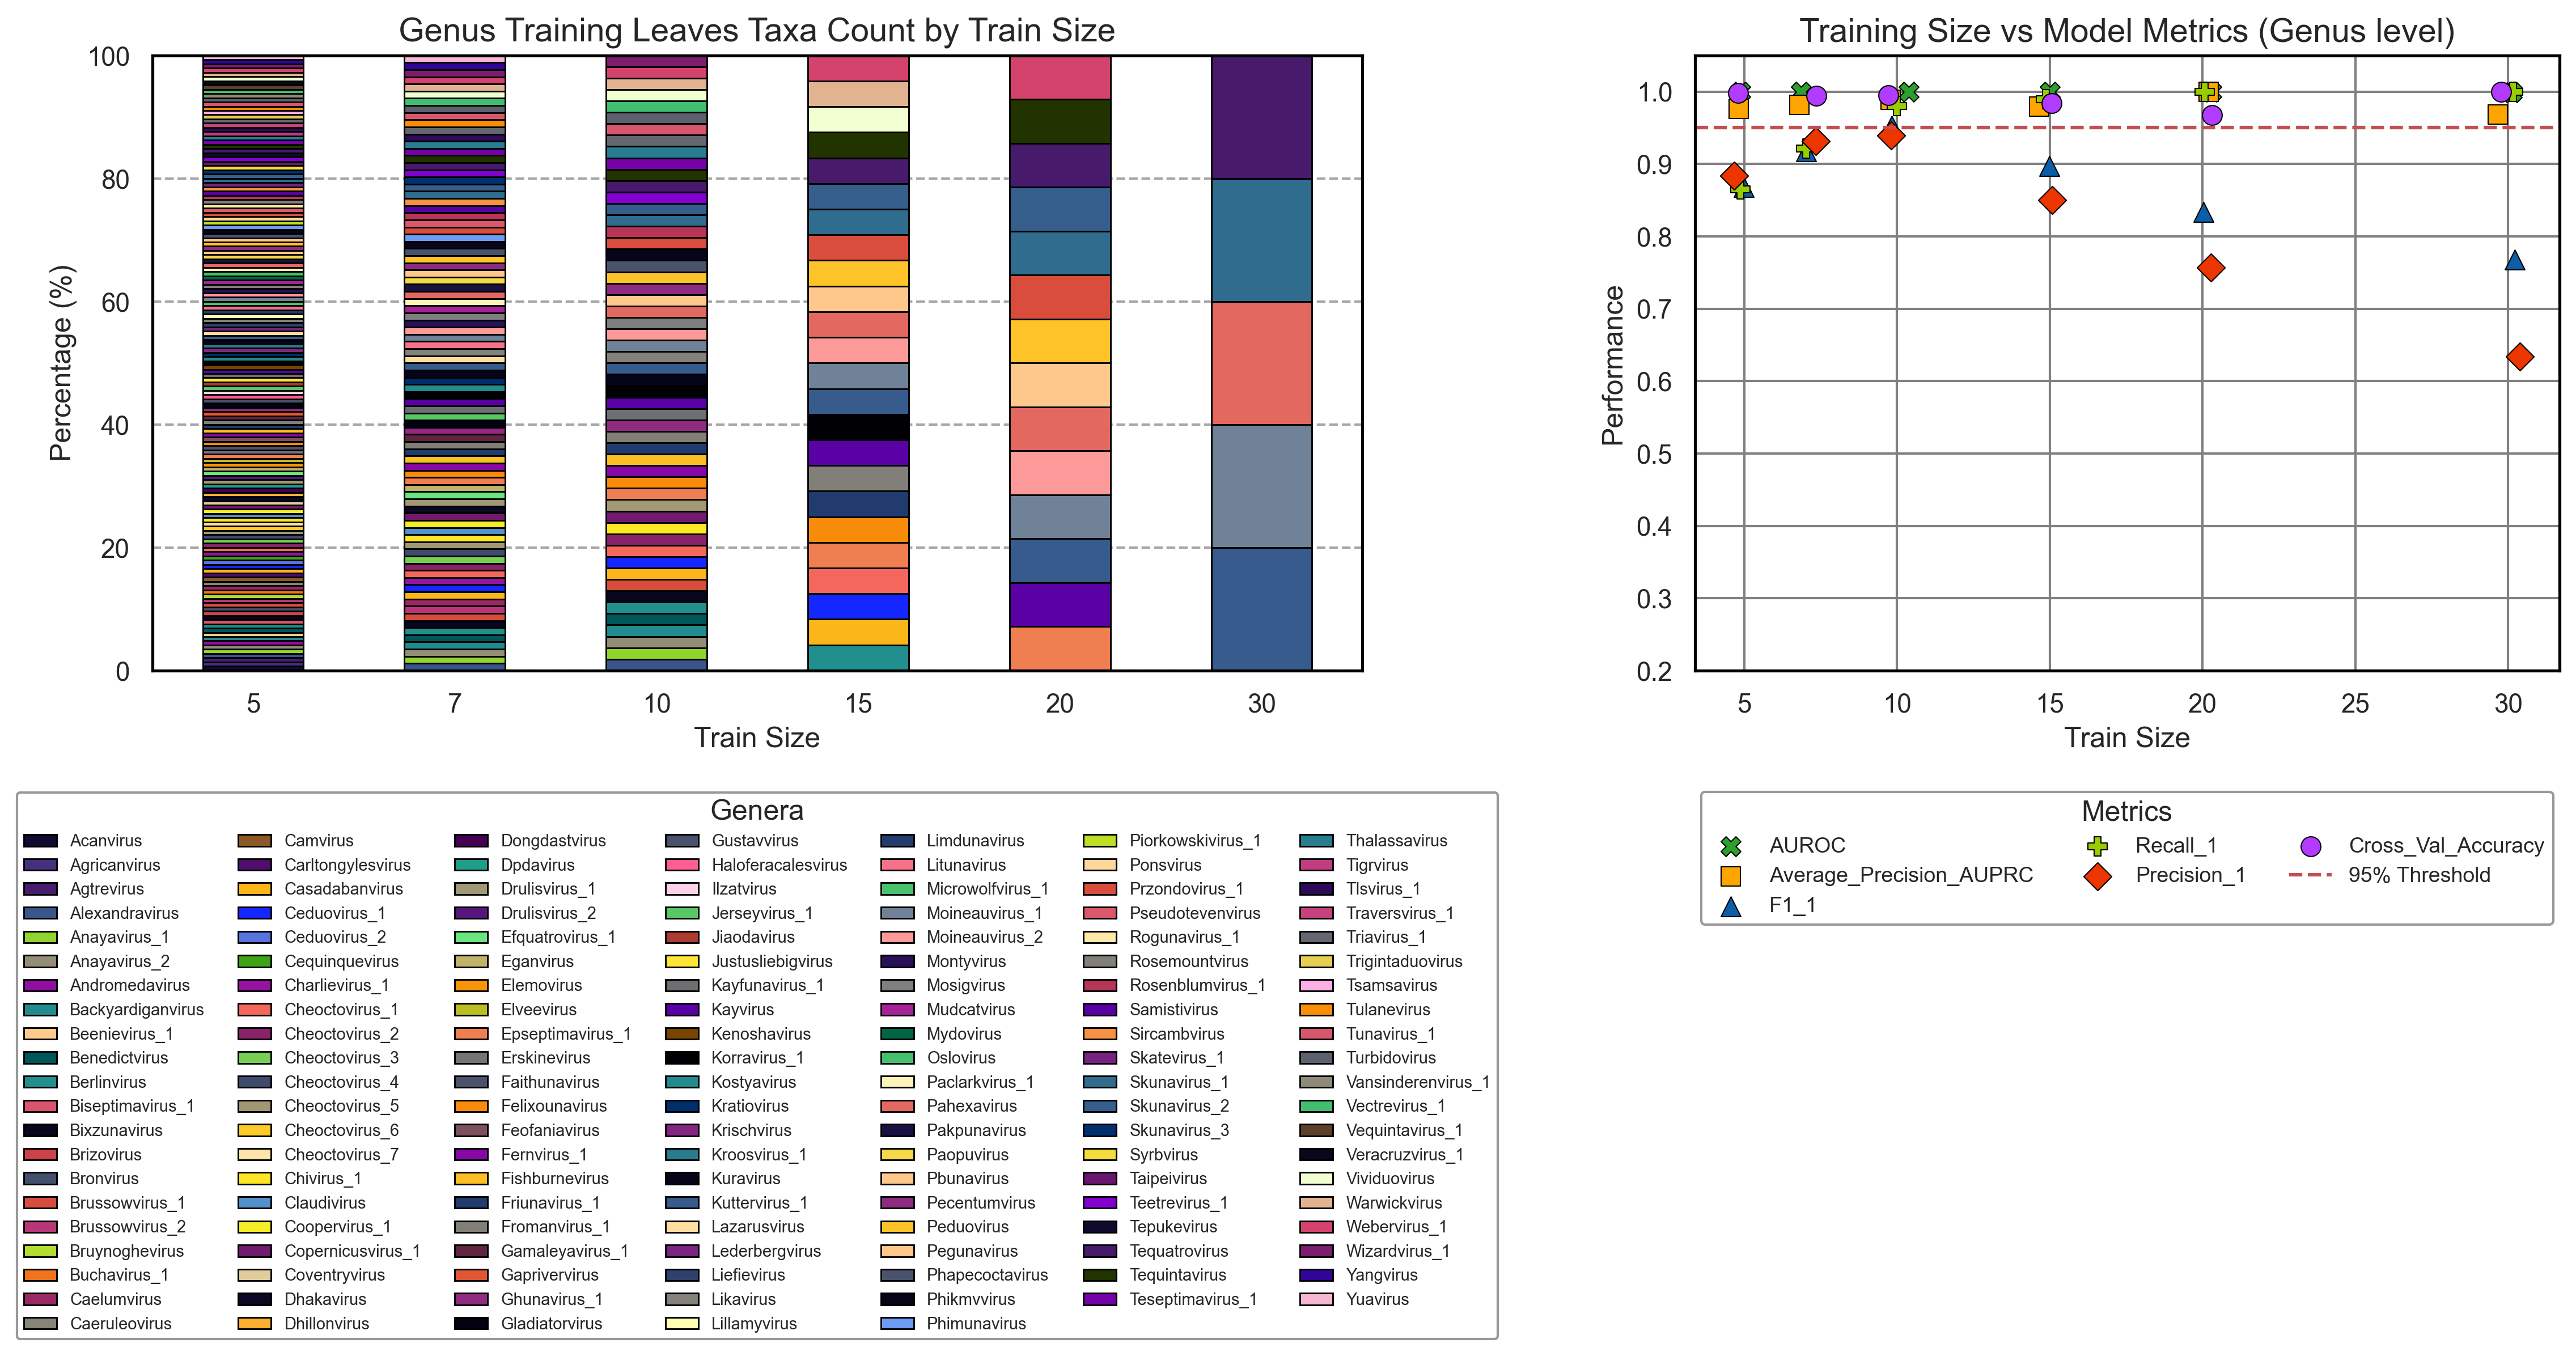 Genus Training Leaves Taxa Count by Train Size
Percentage (%)
100
80
60
40
20
0
5 7 10 15 20 30
Train Size
Training Size vs Model Metrics (Genus level)
Performance
1.0
0.9
0.8
0.7
0.6
0.5
0.4
0.3
0.2
5 10 15 20 25 30
Train Size
Genera
Acanvirus
Agricanvirus
Agtrevirus
Alexandravirus
Anayavirus_1
Anayavirus_2
Andromedavirus
Backyardiganvirus
Beenievirus_1
Benedictvirus
Berlinvirus
Biseptimavirus_1
Bixzunavirus
Brizovirus
Bronvirus
Brussowvirus_1
Brussowvirus_2
Bruynoghevirus
Buchavirus_1
Caelumvirus
Caeruleovirus
Camvirus
Carltongylesvirus
Casadabanvirus
Ceduovirus_1
Ceduovirus_2
Cequinquevirus
Charlievirus_1
Cheoctovirus_1
Cheoctovirus_2
Cheoctovirus_3
Cheoctovirus_4
Cheoctovirus_5
Cheoctovirus_6
Cheoctovirus_7
Chivirus_1
Claudivirus
Coopervirus_1
Copernicusvirus_1
Coventryvirus
Dhakavirus
Dhillonvirus
Dongdastvirus
Dpdavirus
Drulisvirus_1
Drulisvirus_2
Efquatrovirus_1
Eganvirus
Elemovirus
Elveevirus
Epseptimavirus_1
Erskinevirus
Faithunavirus
Felixounavirus
Feofaniavirus
Fernvirus_1
Fishburnevirus
Friunavirus_1
Fromanvirus_1
Gamaleyavirus_1
Gaprivervirus
Ghunavirus_1
Gladiatorvirus
Gustavvirus
Haloferacalesvirus
Ilzatvirus
Jerseyvirus_1
Jiaodavirus
Justusliebigvirus
Kayfunavirus_1
Kayvirus
Kenoshavirus
Korravirus_1
Kostyavirus
Kratiovirus
Krischvirus
Kroosvirus_1
Kuravirus
Kuttervirus_1
Lazarusvirus
Lederbergvirus
Liefievirus
Likavirus
Lillamyvirus
Limdunavirus
Litunavirus
Microwolfvirus_1
Moineauvirus_1
Moineauvirus_2
Montyvirus
Mosigvirus
Mudcatvirus
Mydovirus
Oslovirus
Paclarkvirus_1
Pahexavirus
Pakpunavirus
Paopuvirus
Pbunavirus
Pecentumvirus
Peduovirus
Pegunavirus
Phapecoctavirus
Phikmvvirus
Phimunavirus
Piorkowskivirus_1
Ponsvirus
Przondovirus_1
Pseudotevenvirus
Rogunavirus_1
Rosemountvirus
Rosenblumvirus_1
Samistivirus
Sircambvirus
Skatevirus_1
Skunavirus_1
Skunavirus_2
Skunavirus_3
Syrbvirus
Taipeivirus
Teetrevirus_1
Tepukevirus
Tequatrovirus
Tequintavirus
Teseptimavirus_1
Thalassavirus
Tigrvirus
Tlsvirus_1
Traversvirus_1
Triavirus_1
Trigintaduovirus
Tsamsavirus
Tulanevirus
Tunavirus_1
Turbidovirus
Vansinderenvirus_1
Vectrevirus_1
Vequintavirus_1
Veracruzvirus_1
Vividuovirus
Warwickvirus
Webervirus_1
Wizardvirus_1
Yangvirus
Yuavirus
Metrics
AUROC
Average_Precision_AUPRC
F1_1
Recall_1
Precision_1
Cross_Val_Accuracy
95% Threshold